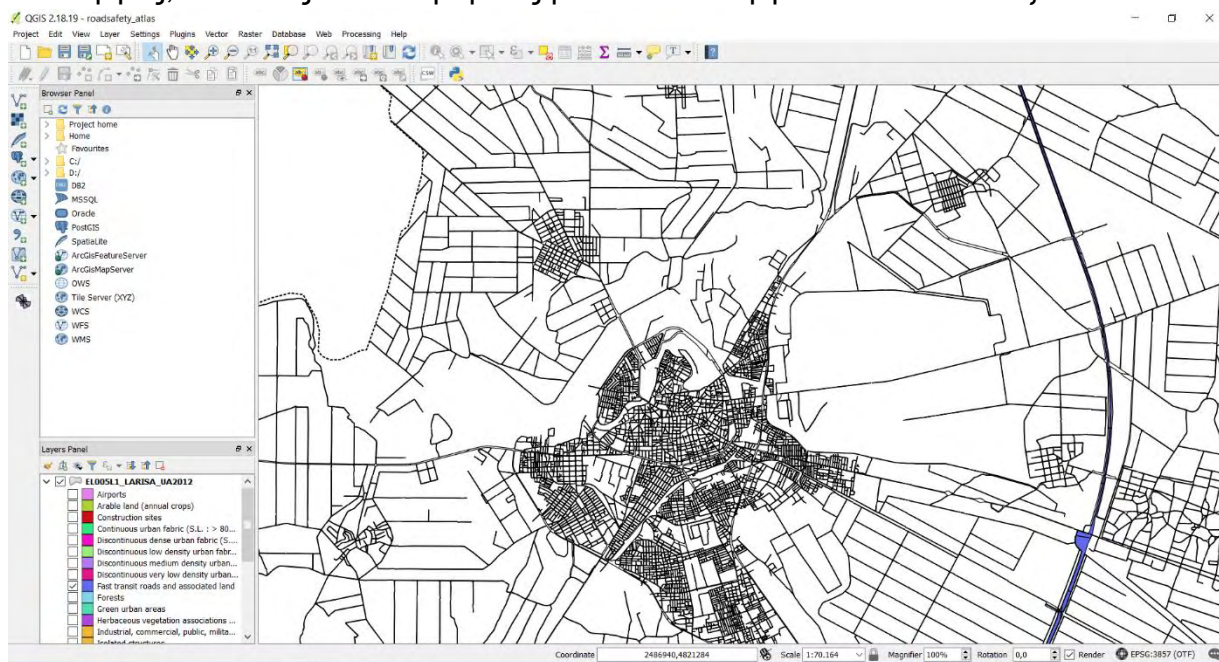 QGIS 2.18.19 - roadsafety_atlas
Project Edit View Layer Settings Plugins Vector Raster Database Web Processing Help
CSW
Browser Panel
Project home
Home
Favourites
C:/
D:/
DB2
MSSQL
Oracle
PostGIS
SpatiaLite
ArcGisFeatureServer
ArcGisMapServer
OWS
Tile Server (XYZ)
WCS
WFS
WMS
Layers Panel
EL005L1_LARISA_UA2012
Airports
Arable land (annual crops)
Construction sites
Continuous urban fabric (S.L. : > 80...
Discontinuous dense urban fabric (S....
Discontinuous low density urban fabr...
Discontinuous medium density urban...
Discontinuous very low density urban...
Fast transit roads and associated land
Forests
Green urban areas
Herbaceous vegetation associations ...
Industrial, commercial, public, milita...
Coordinate 2486940,4821284 Scale 1:70.164 Magnifier 100% Rotation 0,0 Render EPSG:3857 (OTF)